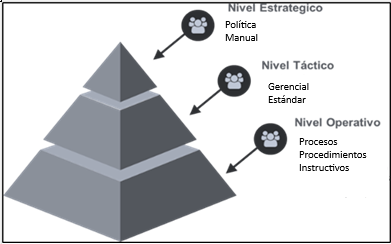 Nivel Estrategico
Política
Manual
Nivel Táctico
Gerencial
Estándar
Nivel Operativo
Procesos
Procedimientos
Instructivos